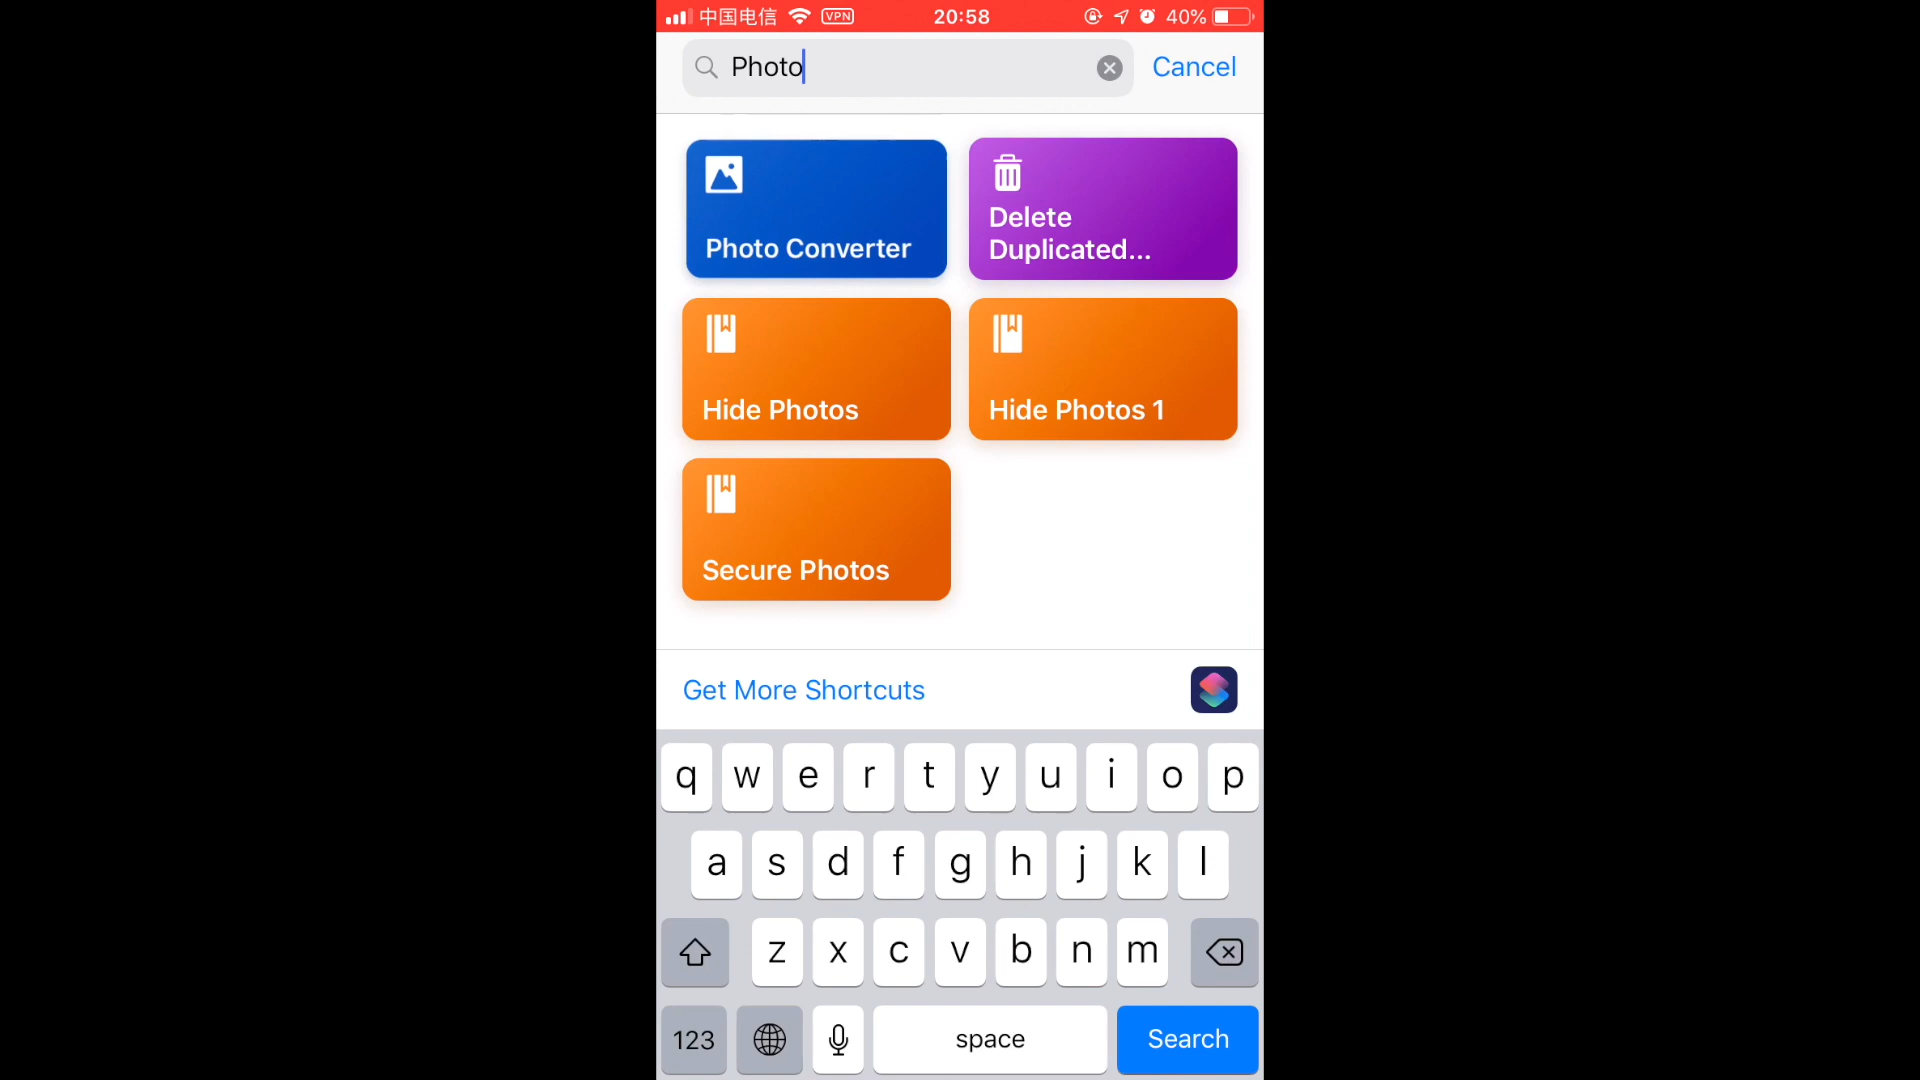 中国电信 VPN 20:58 40%
Photo Cancel
Photo Converter
Delete
Duplicated...
Hide Photos
Hide Photos 1
Secure Photos
Get More Shortcuts
q w e r t y u i o p
a s d f g h j k l
z x c v b n m
123 space Search